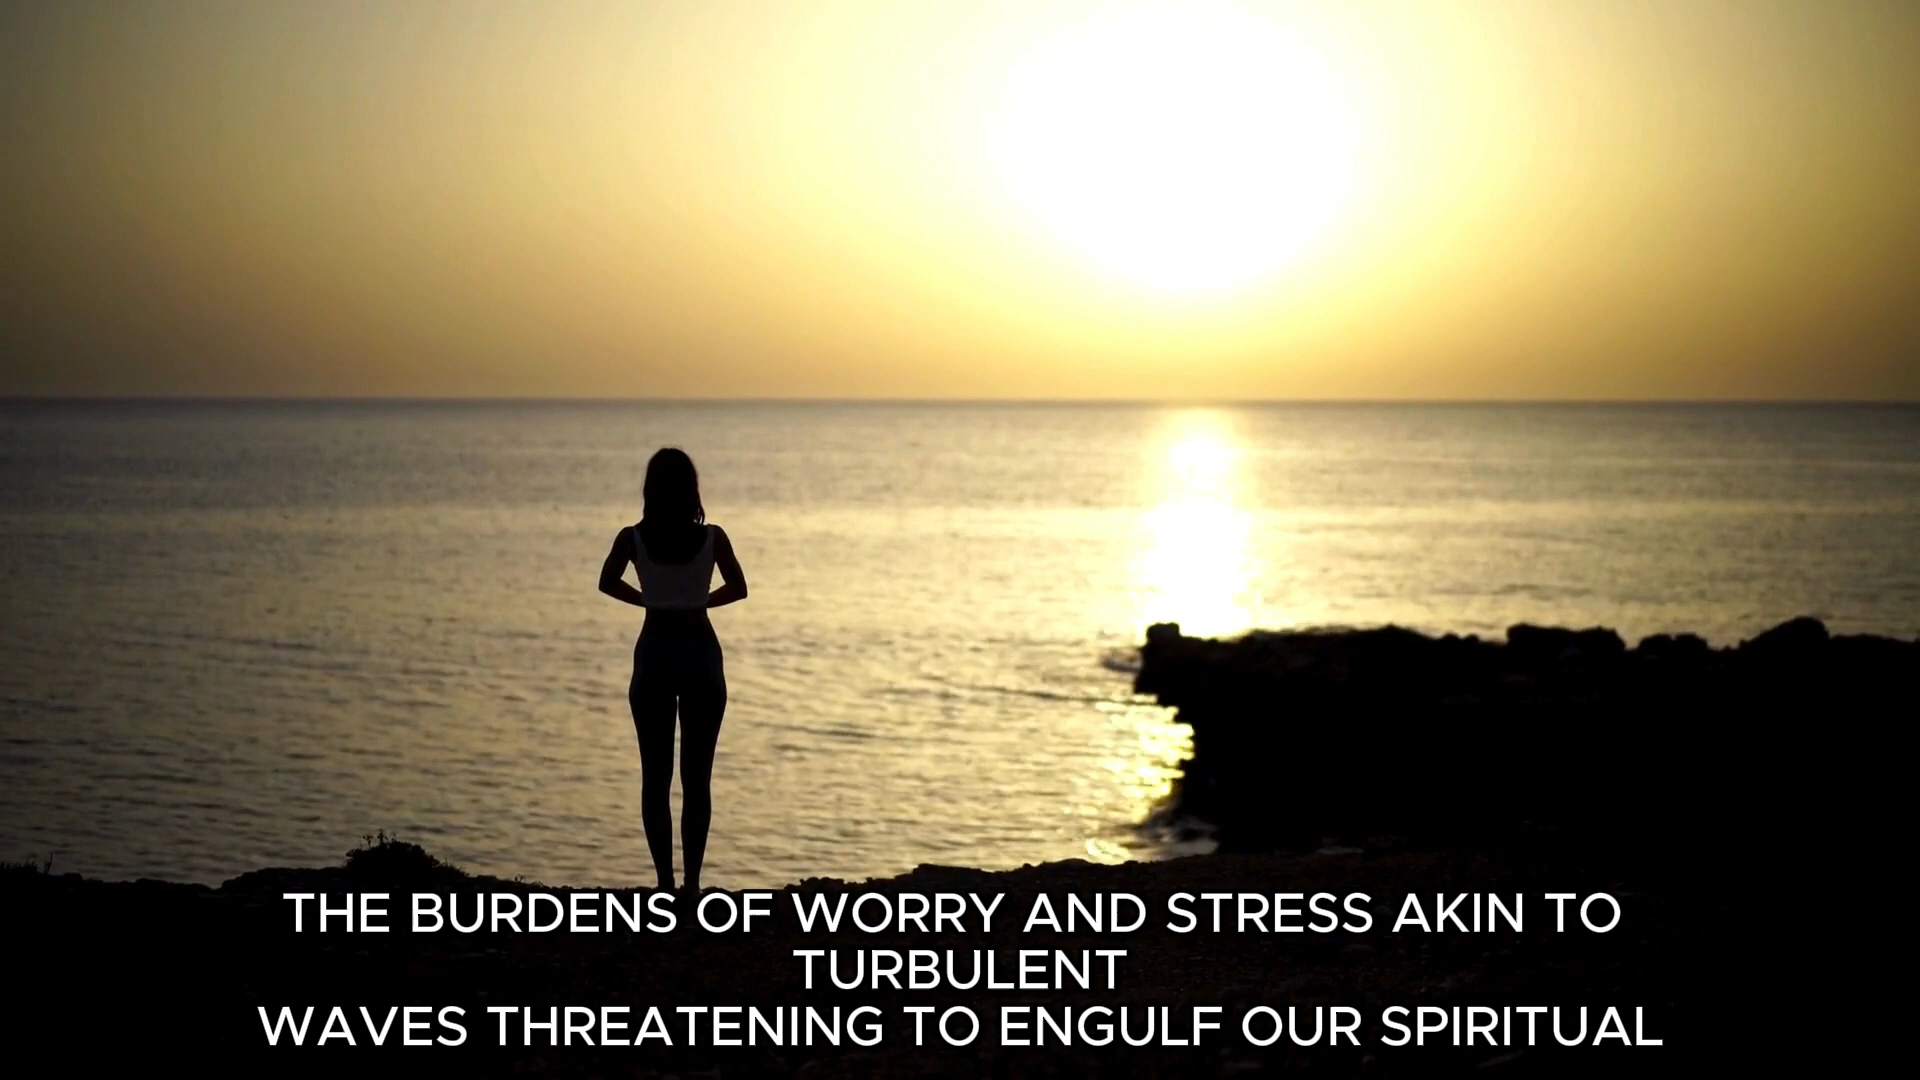 THE BURDENS OF WORRY AND STRESS AKIN TO
TURBULENT
WAVES THREATENING TO ENGULF OUR SPIRITUAL